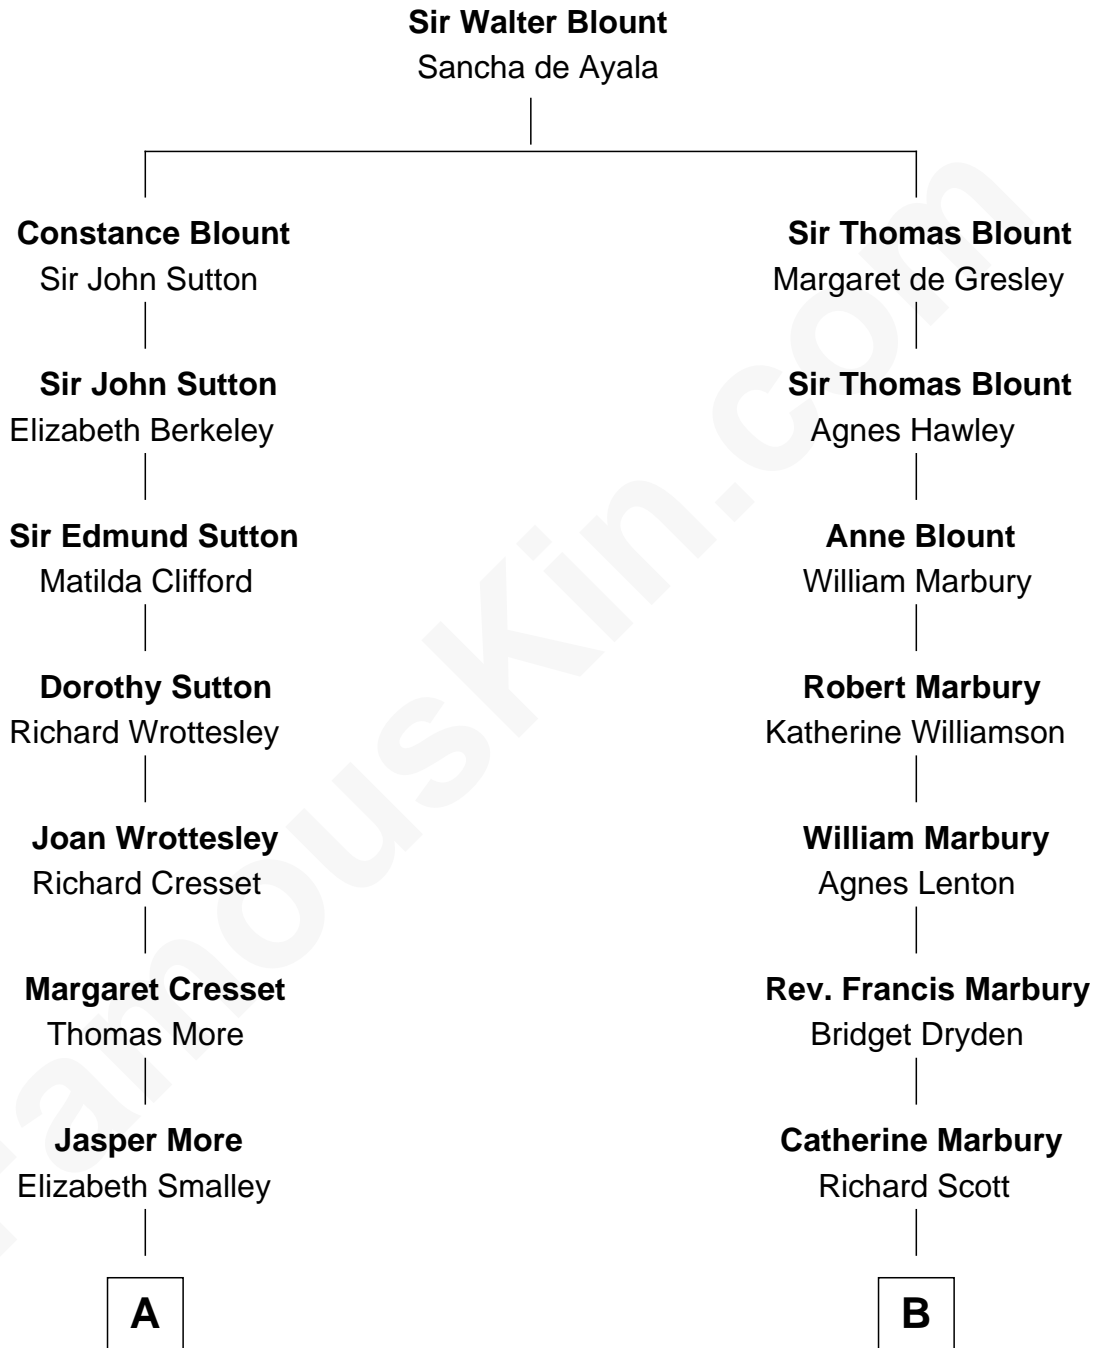 Sir Walter Blount
Sancha de Ayala
Constance Blount
Sir John Sutton
Sir Thomas Blount
Margaret de Gresley
Sir John Sutton
Elizabeth Berkeley
Sir Thomas Blount
Agnes Hawley
Sir Edmund Sutton
Matilda Clifford
Anne Blount
William Marbury
Dorothy Sutton
Richard Wrottesley
Robert Marbury
Katherine Williamson
Joan Wrottesley
Richard Cresset
William Marbury
Agnes Lenton
Margaret Cresset
Thomas More
Rev. Francis Marbury
Bridget Dryden
Jasper More
Elizabeth Smalley
Catherine Marbury
Richard Scott
A
B
FamousKin.com